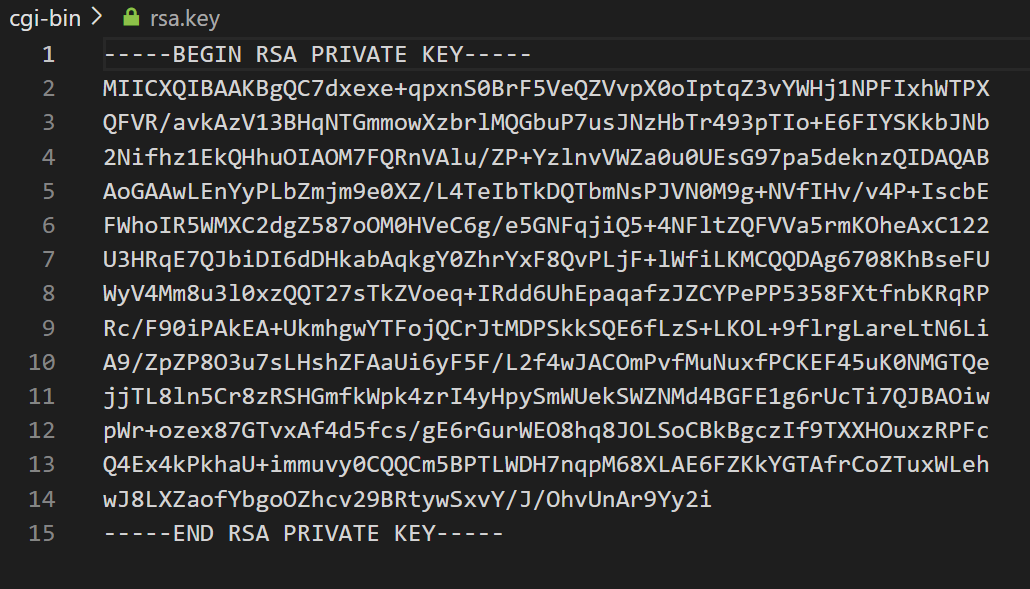 cgi-bin > rsa.key
1 -----BEGIN RSA PRIVATE KEY-----
2 MIICXQIBAAKBgQC7dxexe+qpxnS0BrF5VeQZVvpX0oIptqZ3vYWHj1NPFIxhWTPX
3 QFVR/avkAzV13BHqNTGmmowXzbrlMQGbuP7usJNzHbTr493pTIo+E6FIYSKkbJNb
4 2Nifhz1EkQHhuOIAOM7FQRnVAlu/ZP+YzlnvVWZa0u0UEsG97pa5deknzQIDAQAB
5 AoGAAwLEnYyPLbZmjm9e0XZ/L4TeIbTkDQTbmNsPJVN0M9g+NVfIHv/v4P+IscbE
6 FWhoIR5WMXC2dgZ587oOM0HVeC6g/e5GNFqjiQ5+4NFltZQFVVa5rmKOheAxC122
7 U3HRqE7QJbiDI6dDHkabAqkgY0ZhrYxF8QvPLjF+lWfiLKMCQQDAg6708KhBseFU
8 WyV4Mm8u3l0xzQQT27sTkZVoeq+IRdd6UhEpaqafzJZCYPePP5358FXtfnbKRqRP
9 Rc/F90iPAkEA+UkmhgwYTFojQCrJtMDPSkkSQE6fLzS+LKOL+9flrgLareLtN6Li
10 A9/ZpZP8O3u7sLHshZFAaUi6yF5F/L2f4wJACOmPvfMuNuxfPCKEF45uK0NMGTQe
11 jjTL8ln5Cr8zRSHGmfkWpk4zrI4yHpySmWUekSWZNMd4BGFE1g6rUcTi7QJBAOiw
12 pWr+ozex87GTvxAf4d5fcs/gE6rGurWEO8hq8JOLSoCBkBgczIf9TXXHOuxzRPFc
13 Q4Ex4kPkhaU+immuvy0CQQCm5BPTLWDH7nqpM68XLAE6FZKkYGTAfrCoZTuxWLeh
14 wJ8LXZaofYbgoOZhcv29BRtywSxvY/J/OhvUnAr9Yy2i
15 -----END RSA PRIVATE KEY-----